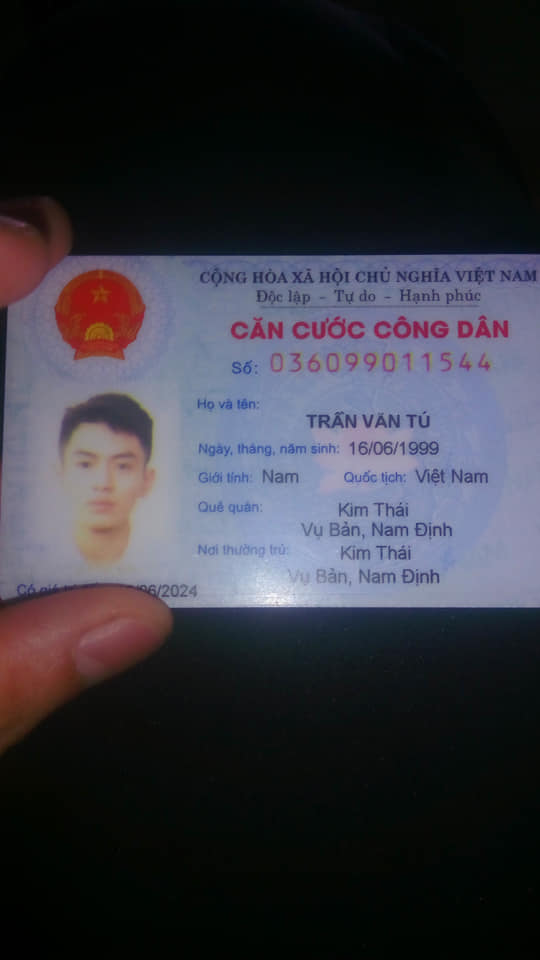 CỘNG HÒA XÃ HỘI CHỦ NGHĨA VIỆT NAM
Độc lập - Tự do - Hạnh phúc
CĂN CƯỚC CÔNG DÂN
Số: 036099011544
Họ và tên:
TRẦN VĂN TÚ
Ngày, tháng, năm sinh: 16/06/1999
Giới tính: Nam Quốc tịch: Việt Nam
Quê quán: Kim Thái
Vụ Bản, Nam Định
Nơi thường trú: Kim Thái
Vụ Bản, Nam Định
Có giá /06/2024